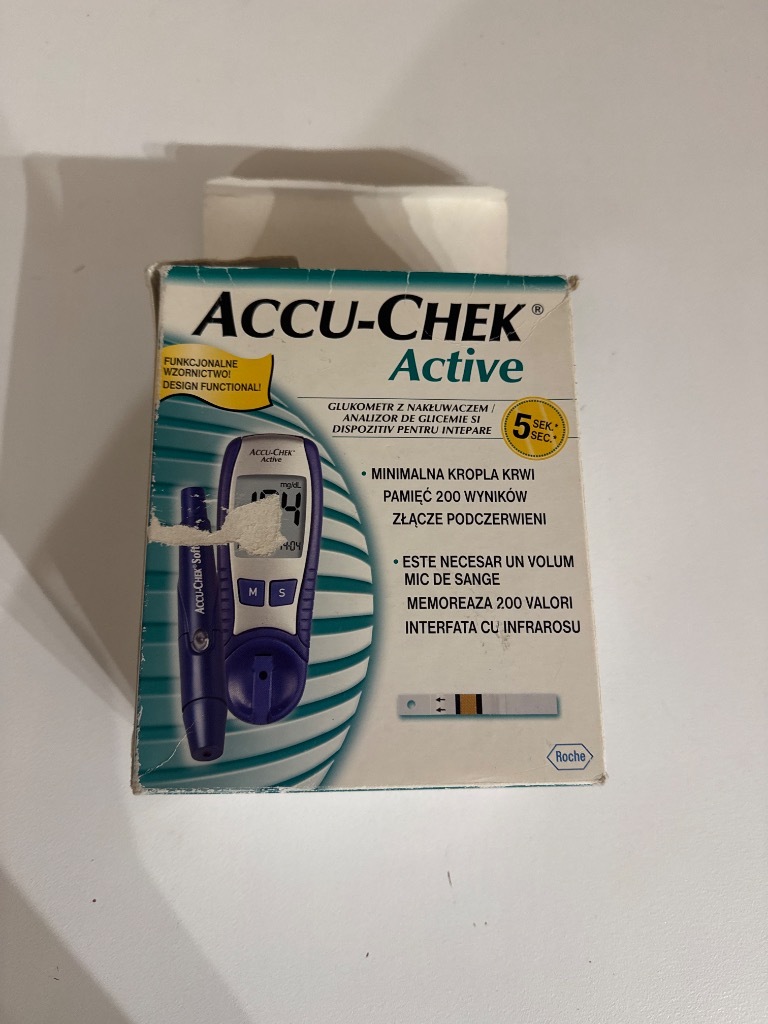 ACCU-CHEK®
Active
FUNKCJONALNE
WZORNICTWO!
DESIGN FUNCTIONAL!
GLUKOMETR Z NAKŁUWACZEM /
ANALIZOR DE GLICEMIE SI
DISPOZITIV PENTRU INTEPARE
5 SEK.*
SEC.*
• MINIMALNA KROPLA KRWI
PAMIĘĆ 200 WYNIKÓW
ZŁĄCZE PODCZERWIENI
• ESTE NECESAR UN VOLUM
MIC DE SANGE
MEMOREAZA 200 VALORI
INTERFATA CU INFRAROSU
ACCU-CHEK®
Active
mg/dL
M S
ACCU-CHEK
Roche